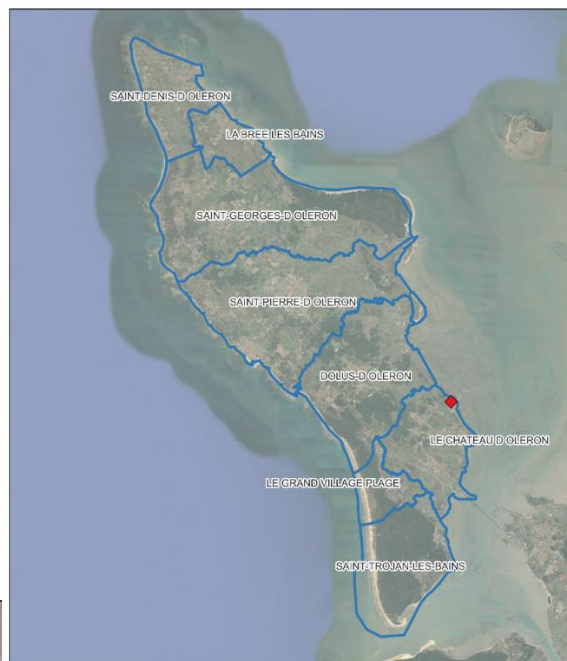 SAINT-DENIS-D OLERON
LA BREE LES BAINS
SAINT-GEORGES-D OLERON
SAINT-PIERRE-D OLERON
DOLUS-D OLERON
LE CHATEAU D OLERON
LE GRAND VILLAGE PLAGE
SAINT-TROJAN-LES-BAINS